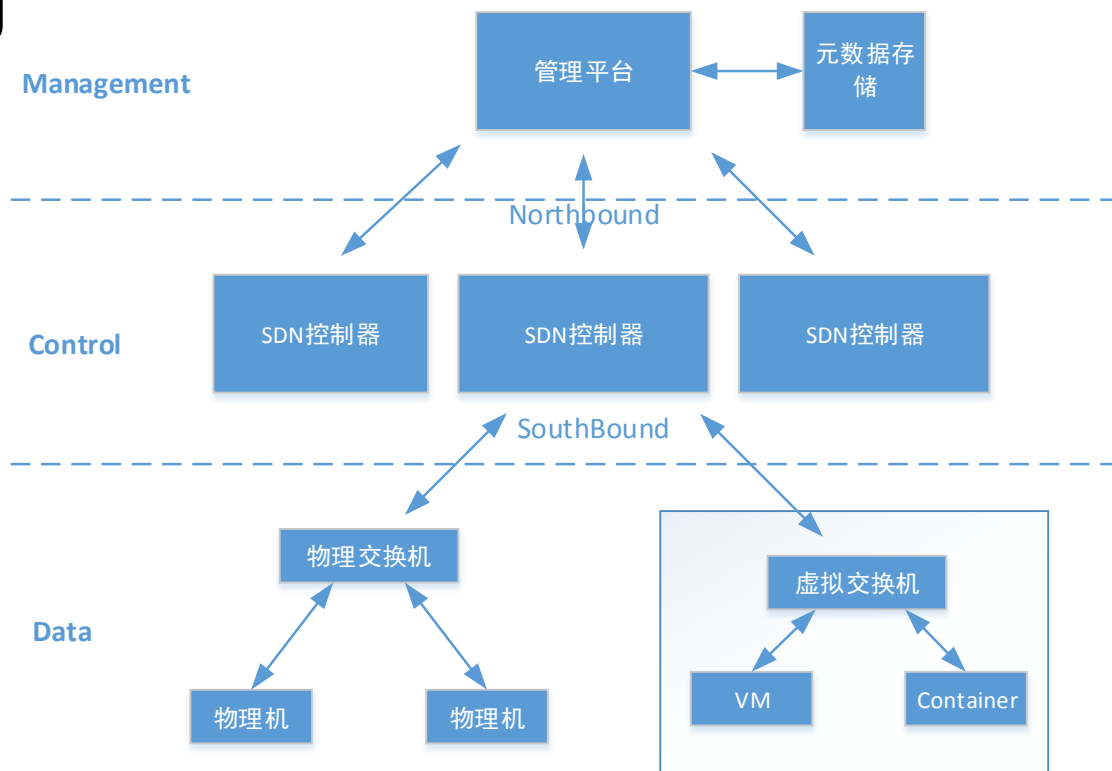 Management
管理平台
元数据存
储
Northbound
Control
SDN控制器
SDN控制器
SDN控制器
SouthBound
Data
物理交换机
虚拟交换机
物理机
物理机
VM
Container